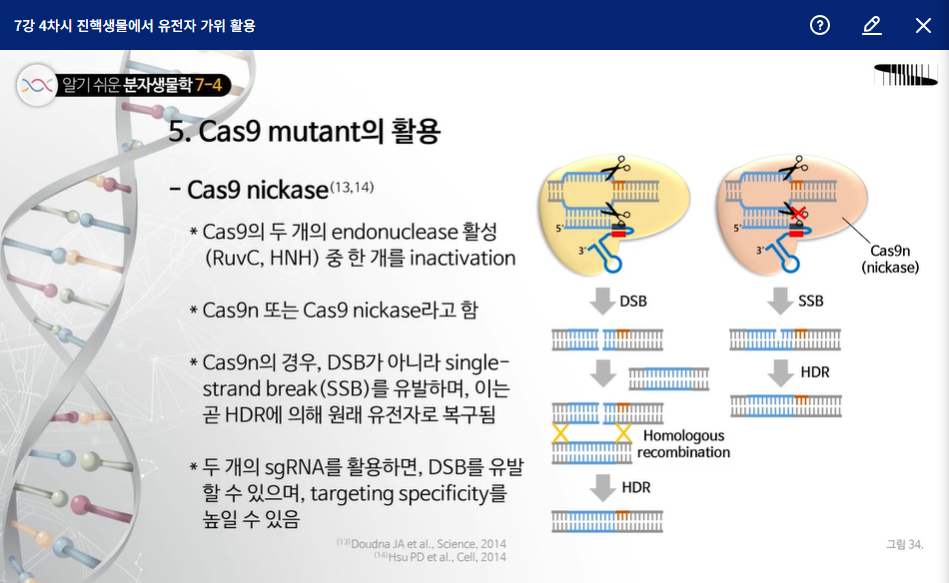 7강 4차시 진핵생물에서 유전자 가위 활용
알기 쉬운 분자생물학 7-4
5. Cas9 mutant의 활용
- Cas9 nickase(13,14)
* Cas9의 두 개의 endonuclease 활성
(RuvC, HNH) 중 한 개를 inactivation
* Cas9n 또는 Cas9 nickase라고 함
* Cas9n의 경우, DSB가 아니라 single-
strand break(SSB)를 유발하며, 이는
곧 HDR에 의해 원래 유전자로 복구됨
* 두 개의 sgRNA를 활용하면, DSB를 유발
할 수 있으며, targeting specificity를
높일 수 있음
(13)Doudna JA et al., Science, 2014
(14)Hsu PD et al., Cell, 2014
5'
3'
DSB
Homologous
recombination
HDR
5'
3'
Cas9n
(nickase)
SSB
HDR
그림 34.